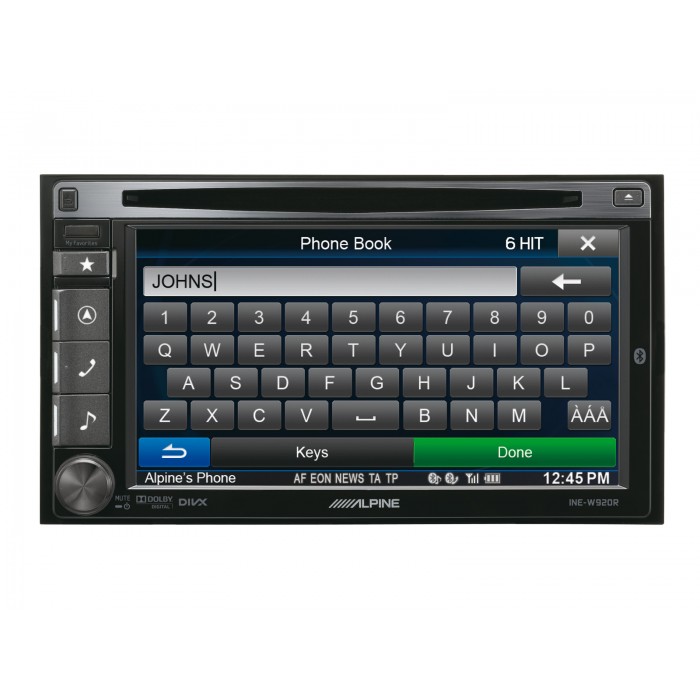 Phone Book 6 HIT ✕
My Favorites
JOHNS
1 2 3 4 5 6 7 8 9 0
Q W E R T Y U I O P
A S D F G H J K L
Z X C V B N M ÀÁÂ
Keys Done
Alpine's Phone AF EON NEWS TA TP 12:45 PM
MUTE DOLBY DIGITAL DIVX ALPINE INE-W920R